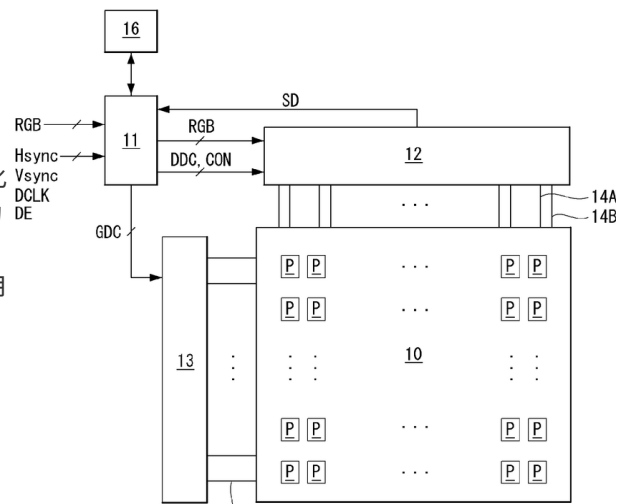 16
SD
RGB
RGB
11
12
Hsync
DDC, CON
Vsync
DCLK
DE
14A
14B
GDC
P P ... P P
P P ... P P
13
10
P P ... P P
P P ... P P